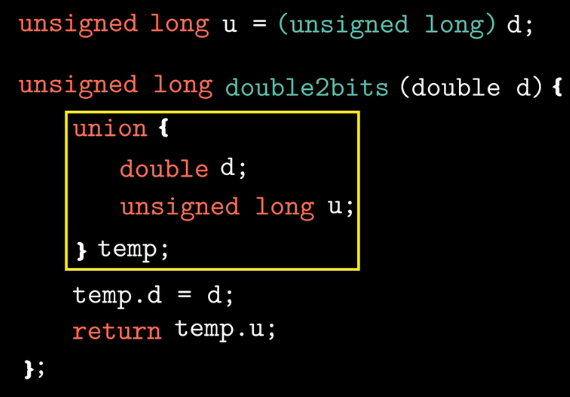 unsigned long u = (unsigned long) d;
unsigned long double2bits (double d) {
union {
double d;
unsigned long u;
} temp;
temp.d = d;
return temp.u;
};